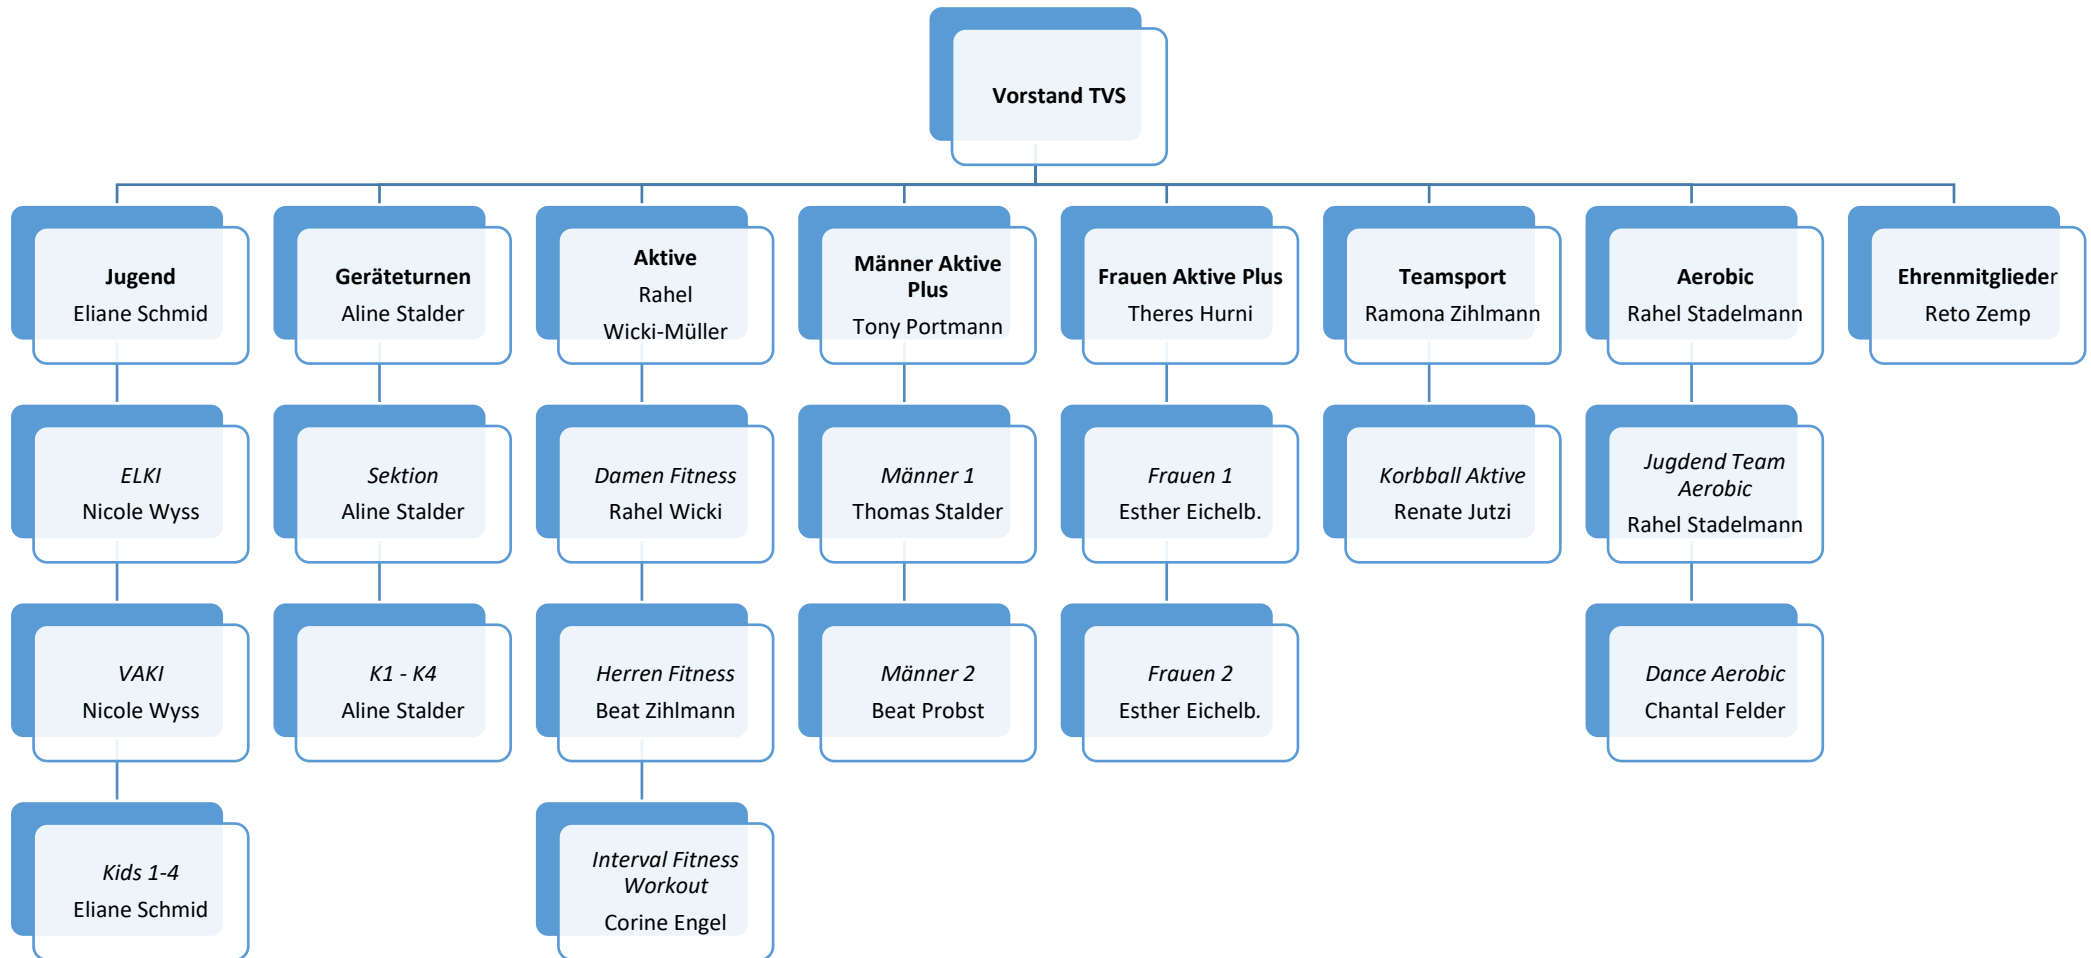 Vorstand TVS
Jugend
Eliane Schmid
Geräteturnen
Aline Stalder
Aktive
Rahel
Wicki-Müller
Männer Aktive
Plus
Tony Portmann
Frauen Aktive Plus
Theres Hurni
Teamsport
Ramona Zihlmann
Aerobic
Rahel Stadelmann
Ehrenmitglieder
Reto Zemp
ELKI
Nicole Wyss
Sektion
Aline Stalder
Damen Fitness
Rahel Wicki
Männer 1
Thomas Stalder
Frauen 1
Esther Eichelb.
Korbball Aktive
Renate Jutzi
Jugdend Team
Aerobic
Rahel Stadelmann
VAKI
Nicole Wyss
K1 - K4
Aline Stalder
Herren Fitness
Beat Zihlmann
Männer 2
Beat Probst
Frauen 2
Esther Eichelb.
Dance Aerobic
Chantal Felder
Kids 1-4
Eliane Schmid
Interval Fitness
Workout
Corine Engel